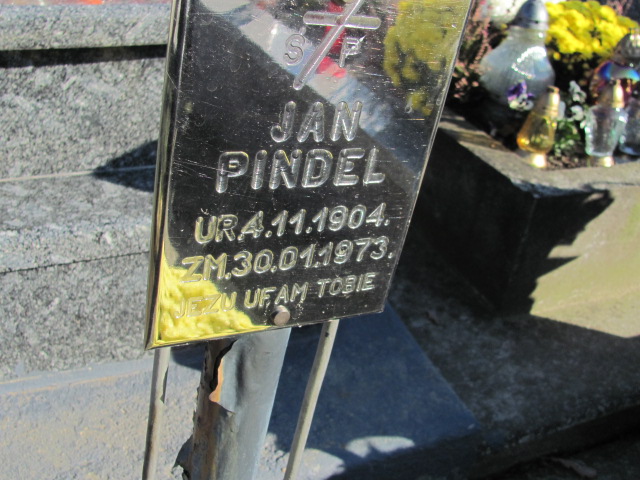 S P
JAN
PINDEL
UR.4.11.1904.
ZM.30.01.1973.
JEZU UFAM TOBIE